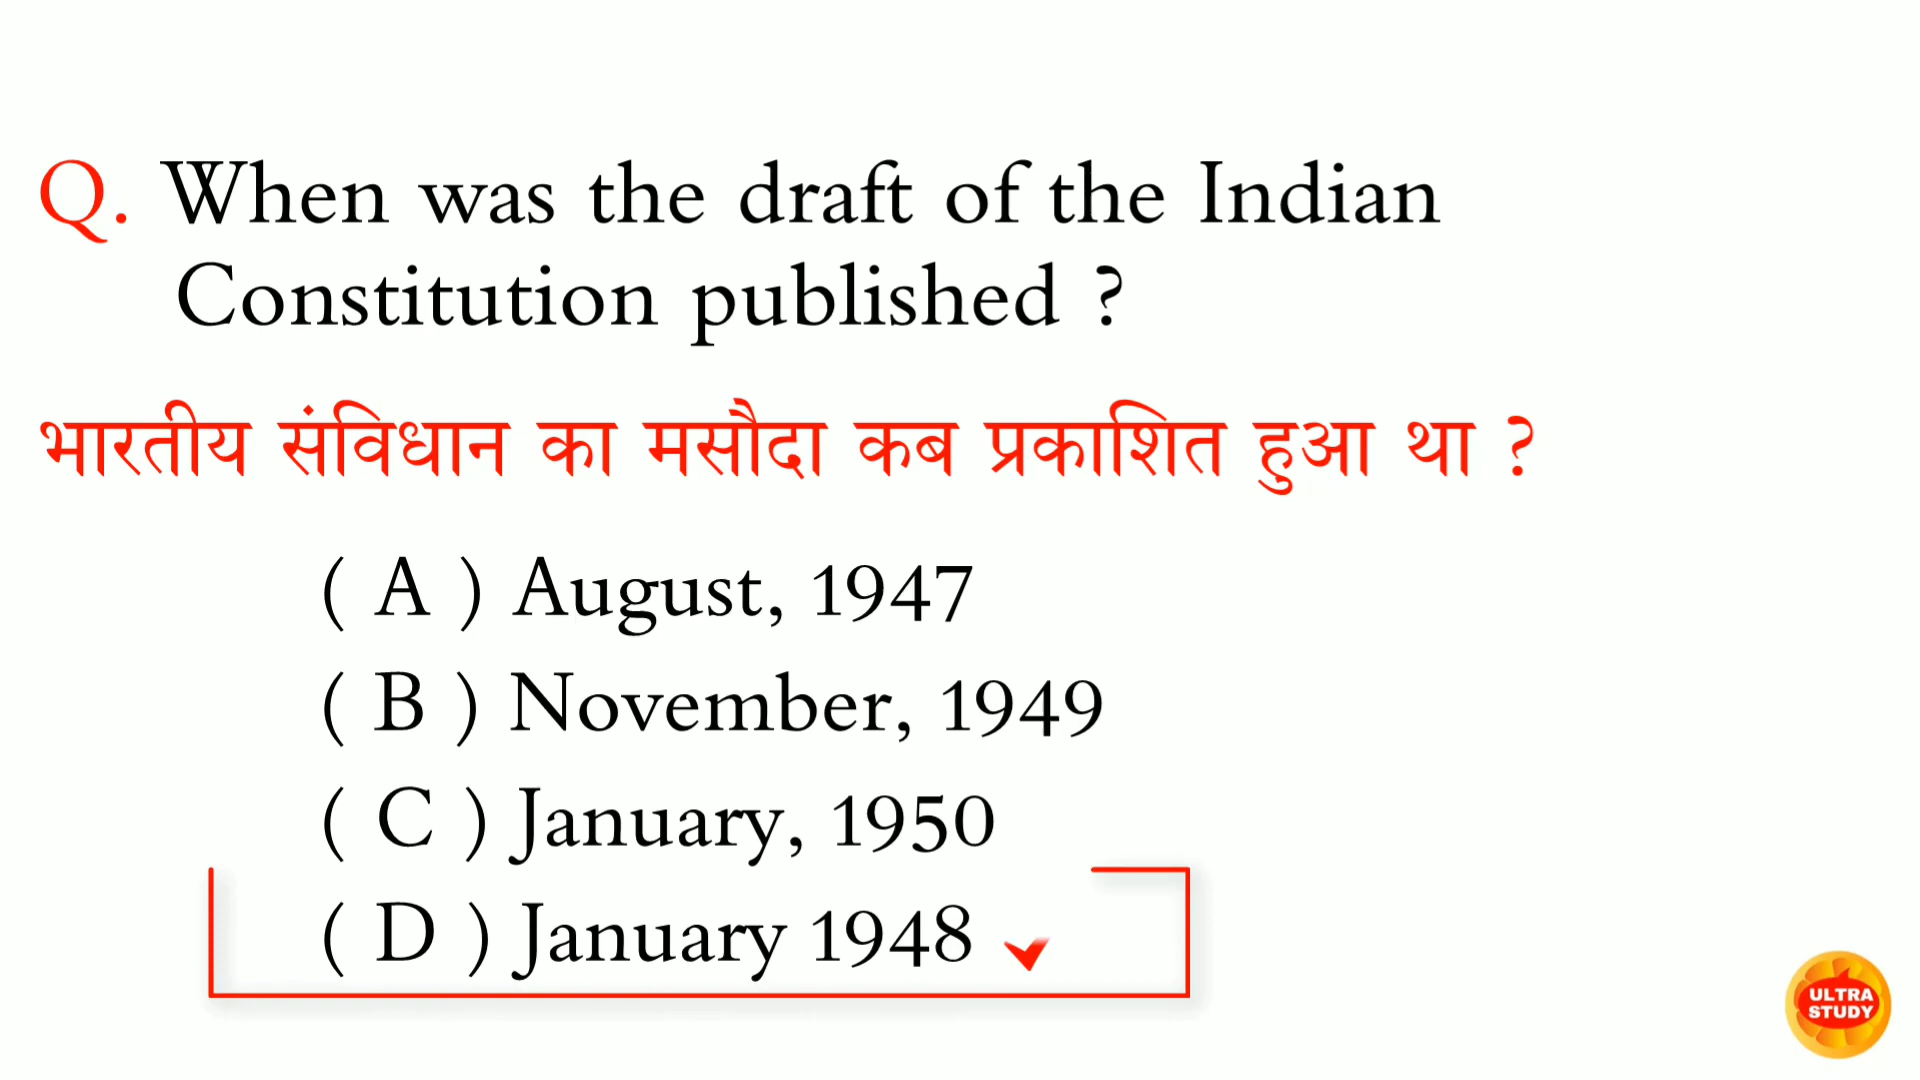 Q. When was the draft of the Indian
Constitution published ?
भारतीय संविधान का मसौदा कब प्रकाशित हुआ था ?
( A ) August, 1947
( B ) November, 1949
( C ) January, 1950
( D ) January 1948
ULTRA
STUDY